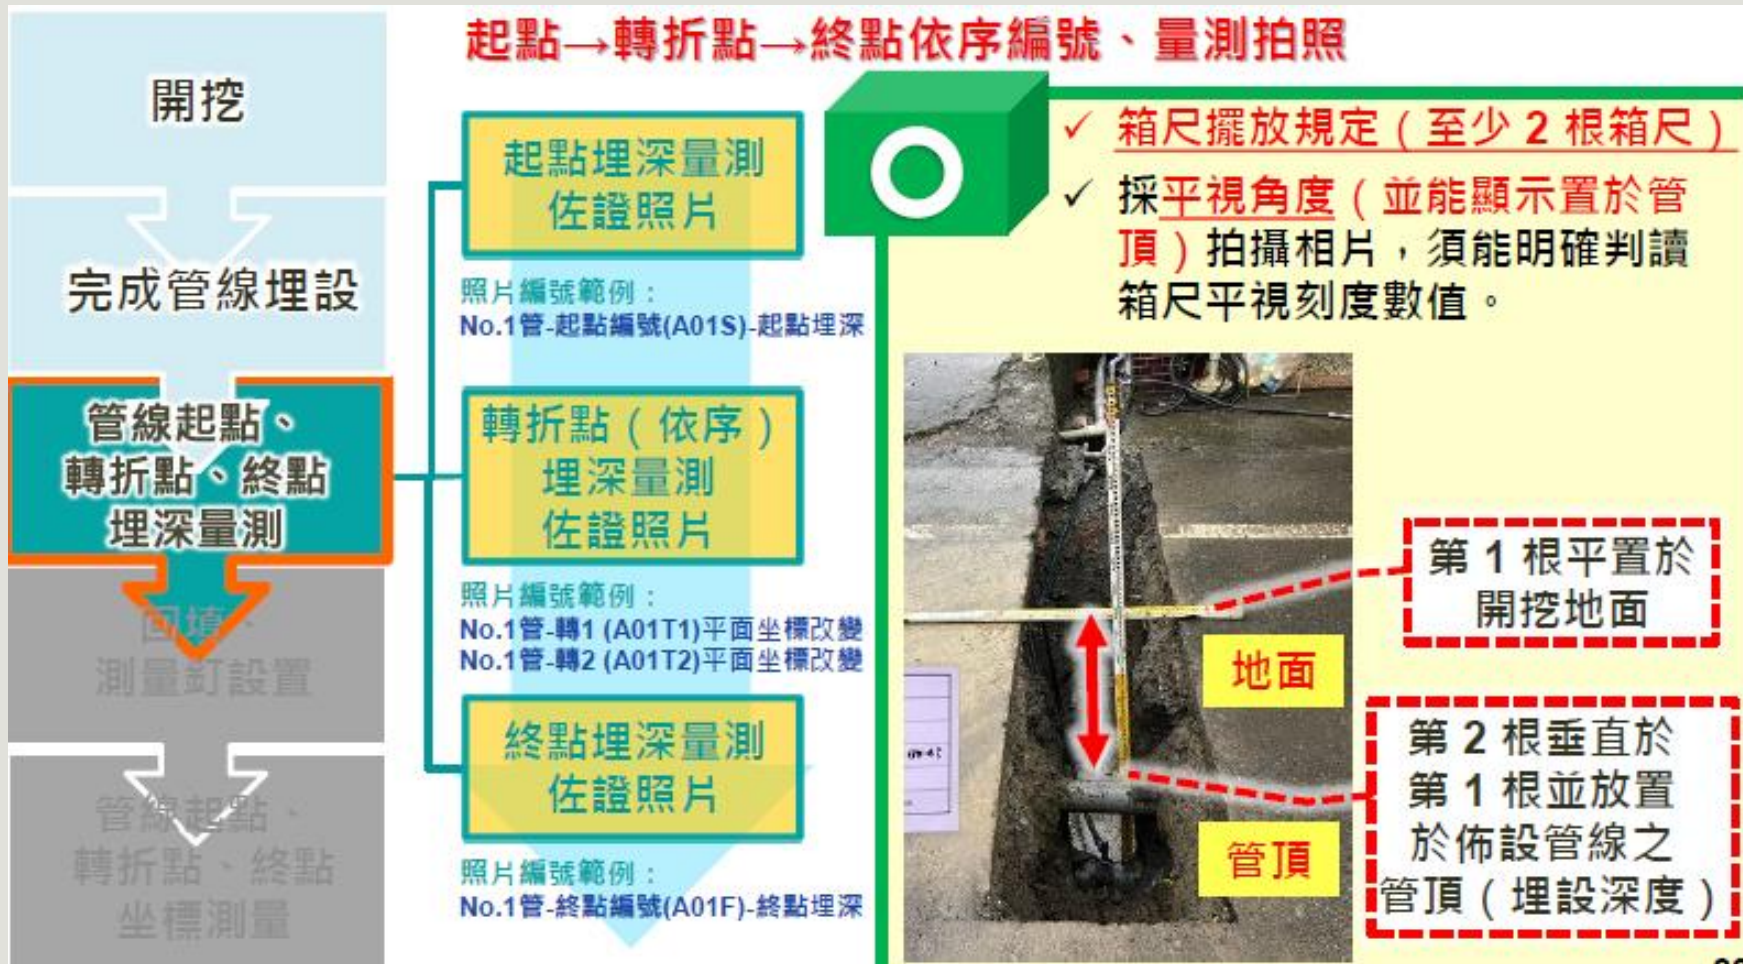 起點→轉折點→終點依序編號、量測拍照
開挖
完成管線埋設
管線起點、
轉折點、終點
埋深量測
回填、
測量釘設置
管線起點、
轉折點、終點
坐標測量
起點埋深量測
佐證照片
照片編號範例：
No.1管-起點編號(A01S)-起點埋深
轉折點（依序）
埋深量測
佐證照片
照片編號範例：
No.1管-轉1 (A01T1)平面坐標改變
No.1管-轉2 (A01T2)平面坐標改變
終點埋深量測
佐證照片
照片編號範例：
No.1管-終點編號(A01F)-終點埋深
✓ 箱尺擺放規定（至少 2 根箱尺）
✓ 採平視角度（並能顯示置於管
頂）拍攝相片，須能明確判讀
箱尺平視刻度數值。
第 1 根平置於
開挖地面
地面
第 2 根垂直於
第 1 根並放置
於佈設管線之
管頂（埋設深度）
管頂